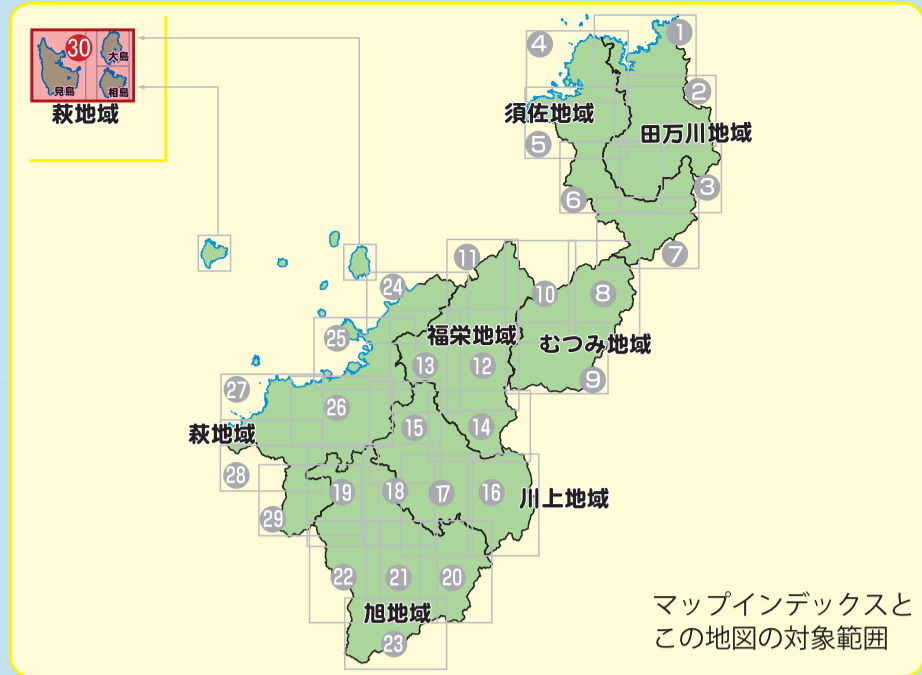 30
大島
見島
相島
萩地域
1
4
2
須佐地域
田万川地域
5
3
6
7
11
24
10
8
25
福栄地域
むつみ地域
13
12
9
27
26
15
14
萩地域
28
19
18
17
16
川上地域
29
22
21
20
旭地域
23
マップインデックスと
この地図の対象範囲